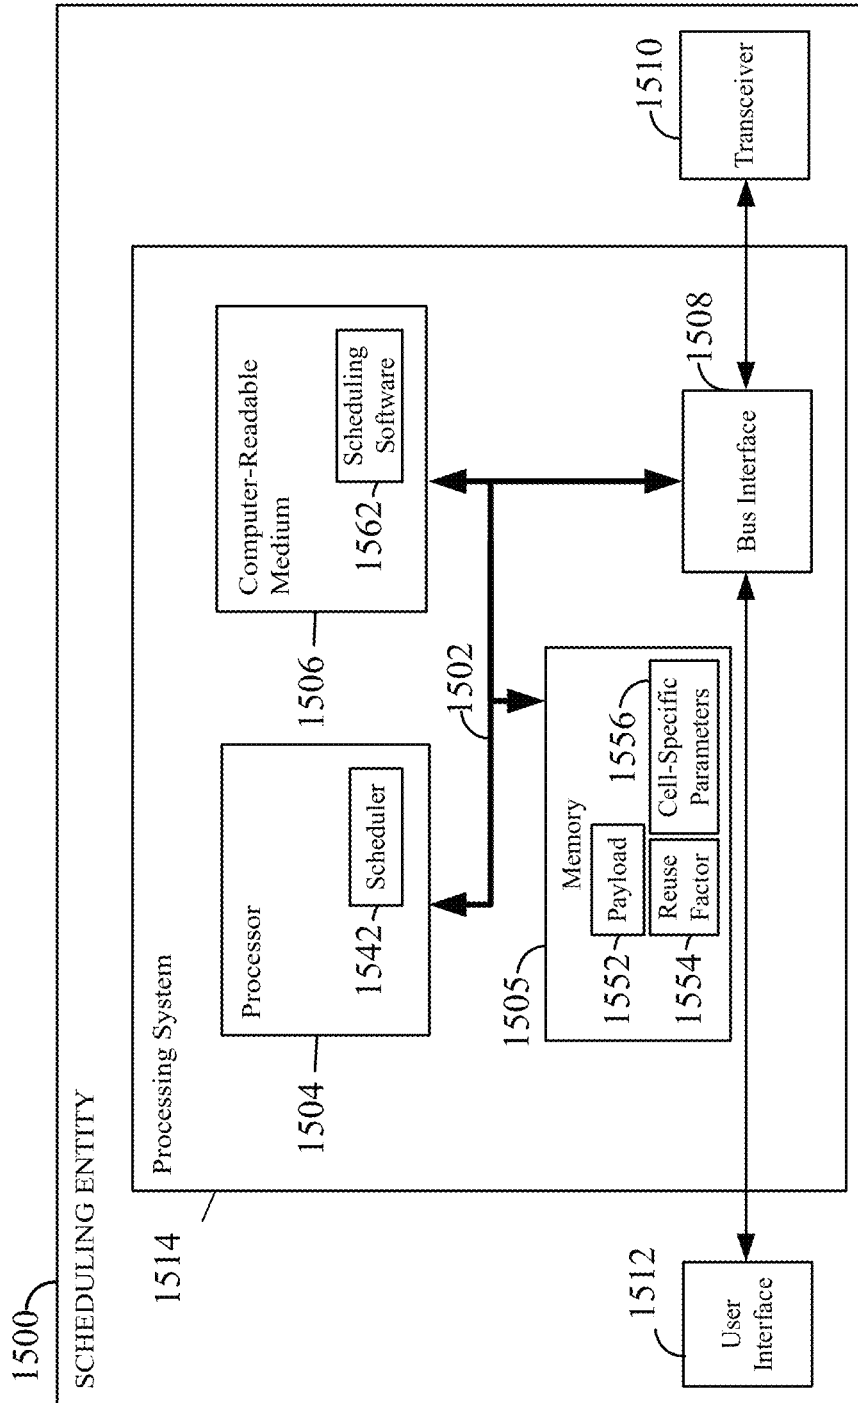 1500
SCHEDULING ENTITY
1514
Processing System
1504
Processor
1542
Scheduler
1506
Computer-Readable
Medium
1562
Scheduling
Software
1502
1505
Memory
1552
Payload
1554
Reuse
Factor
1556
Cell-Specific
Parameters
1508
Bus Interface
1512
User
Interface
1510
Transceiver